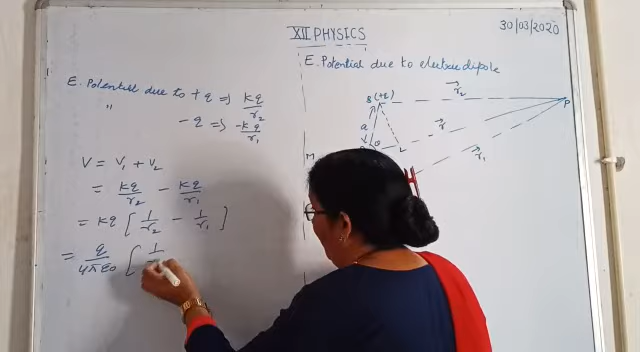 XII PHYSICS
30/03/2020
E. Potential due to +q => Kq/r₂
" -q => -Kq/r₁
V = V₁ + V₂
= Kq/r₂ - Kq/r₁
= Kq [ 1/r₂ - 1/r₁ ]
= q/4πε₀ [ 1/
E. Potential due to electric dipole
B (+q) r₂ P
a r
O L
M r₁